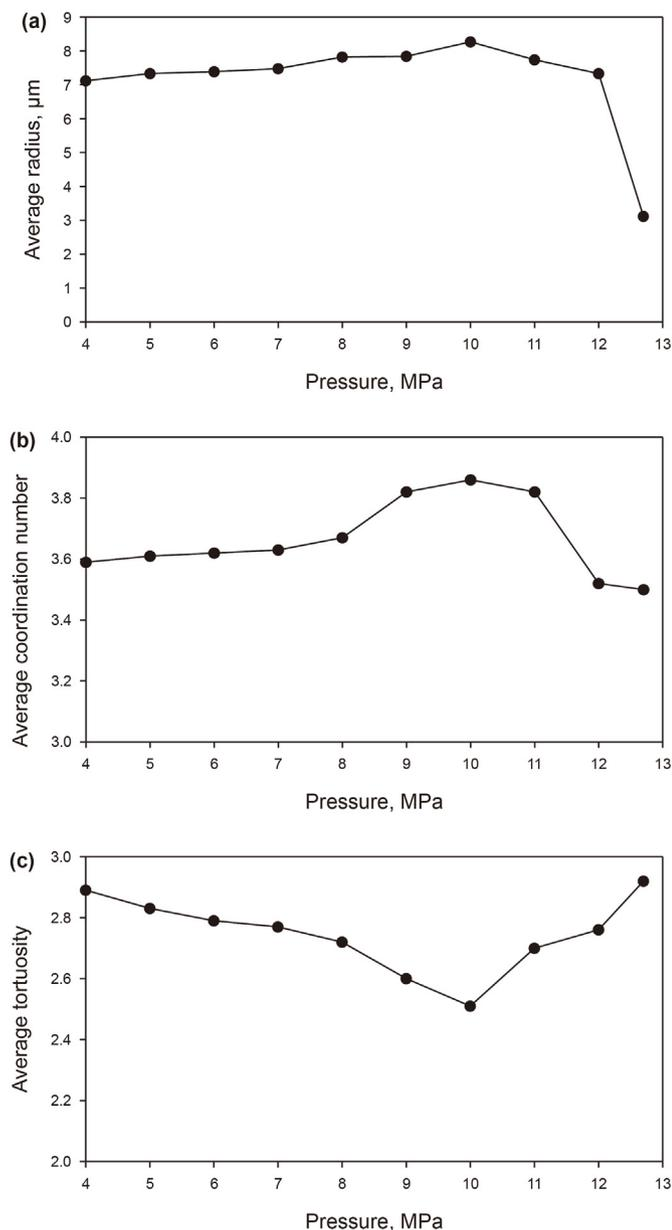 (a)
9
8
7
6
5
4
3
2
1
0
Average radius, μm
4 5 6 7 8 9 10 11 12 13
Pressure, MPa
(b)
4.0
3.8
3.6
3.4
3.2
3.0
Average coordination number
4 5 6 7 8 9 10 11 12 13
Pressure, MPa
(c)
3.0
2.8
2.6
2.4
2.2
2.0
Average tortuosity
4 5 6 7 8 9 10 11 12 13
Pressure, MPa